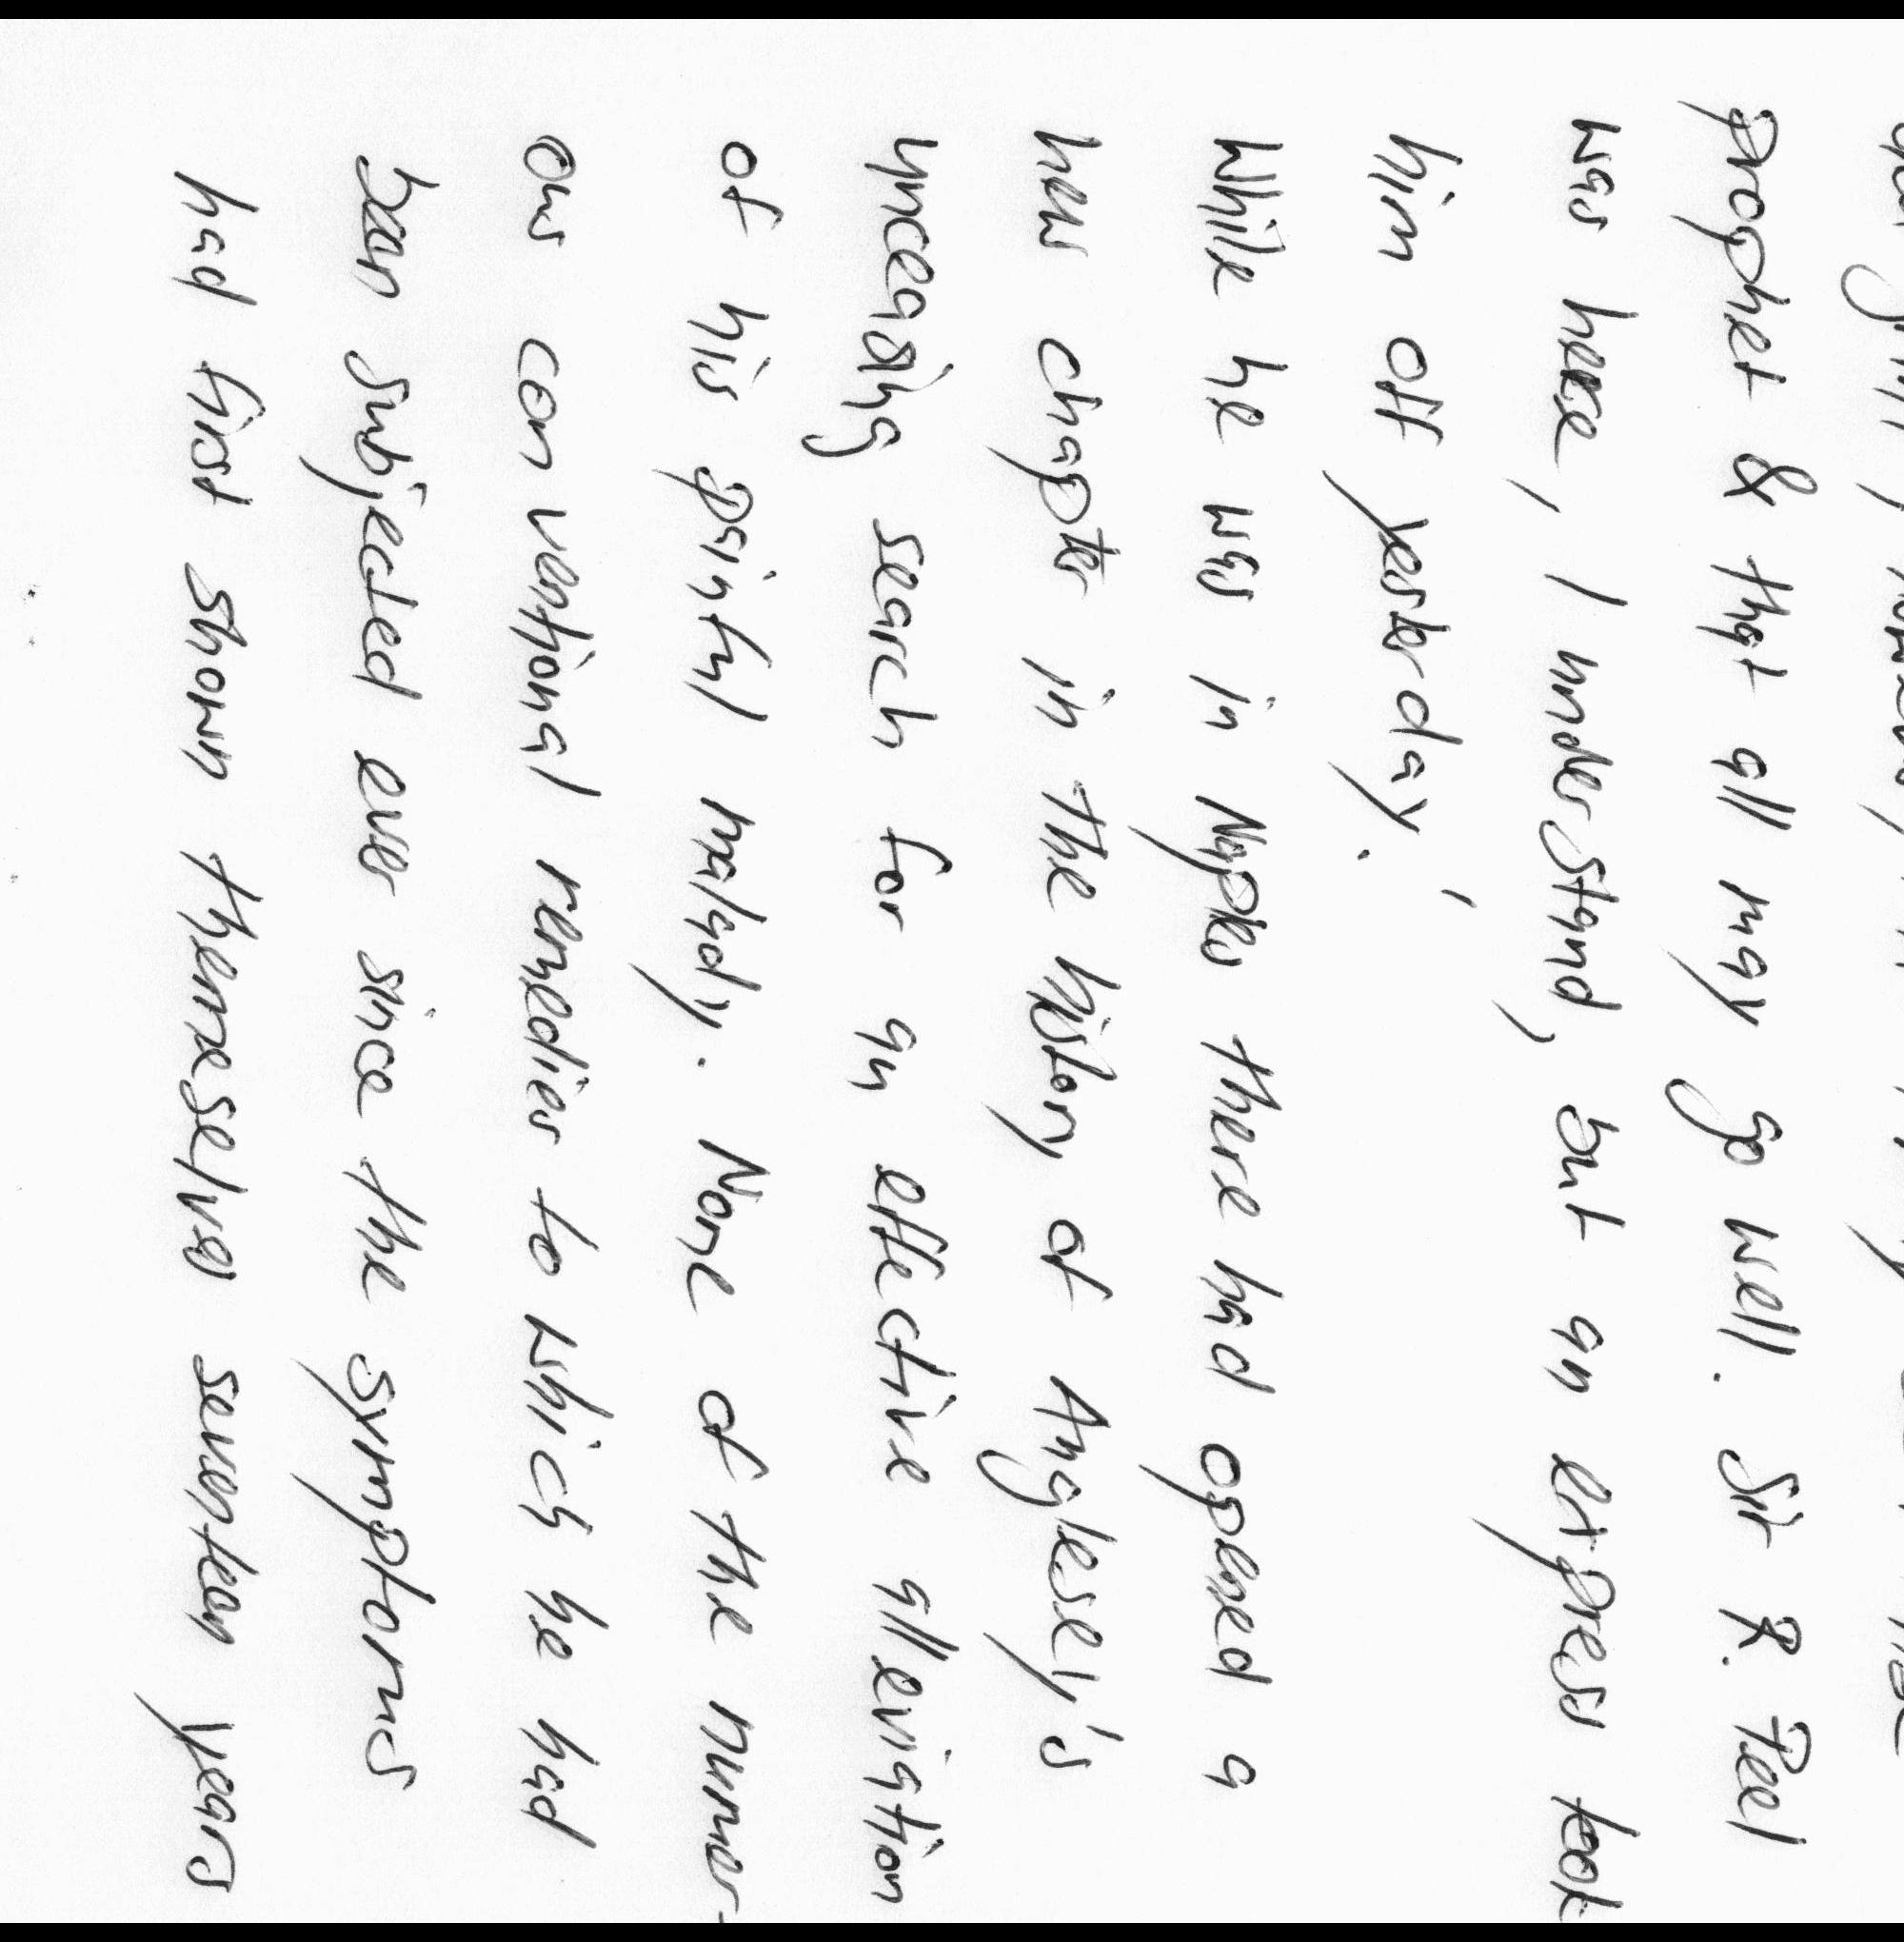 prophet & that all may go well. Sir R. Peel
was here, I understand, but an express took
him off yesterday.'
While he was in Naples there had opened a
new chapter in the history of Anglesey's
unceasing search for an effective alleviation
of his painful malady. None of the numer-
ous conventional remedies to which he had
been subjected ever since the symptoms
had first shown themselves seventeen years